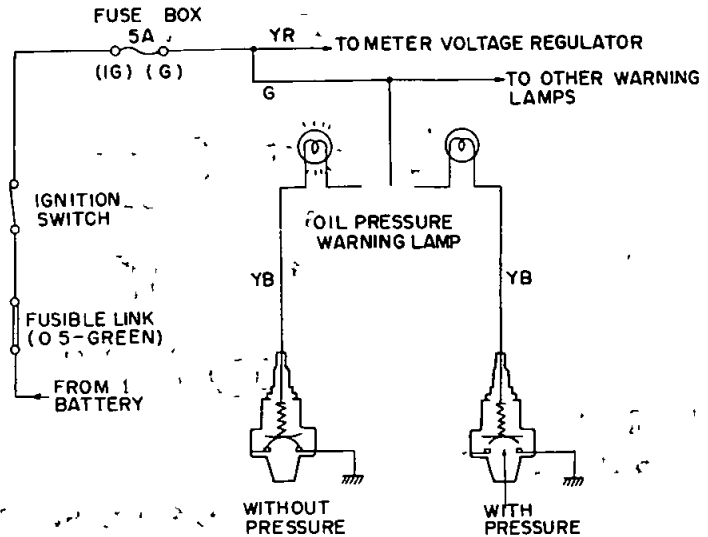 FUSE BOX
5A
(IG) (G)
YR
TO METER VOLTAGE REGULATOR
G
TO OTHER WARNING
LAMPS
IGNITION
SWITCH
OIL PRESSURE
WARNING LAMP
YB
YB
FUSIBLE LINK
(0 5-GREEN)
FROM
BATTERY
WITHOUT
PRESSURE
WITH
PRESSURE